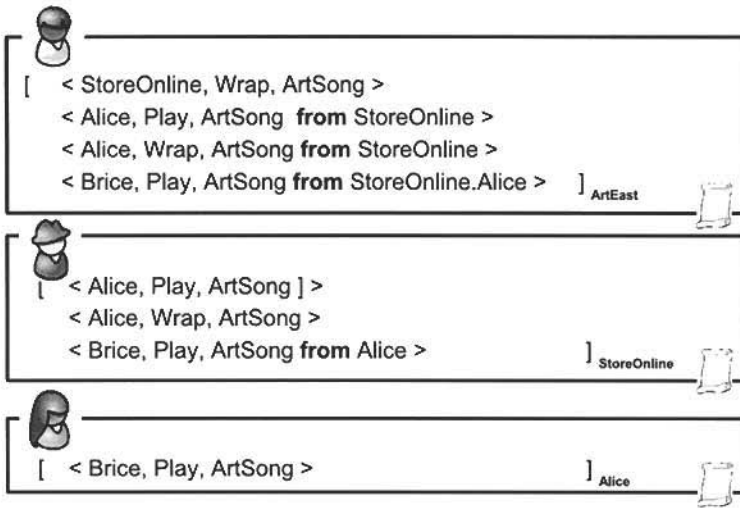 [ < StoreOnline, Wrap, ArtSong >
< Alice, Play, ArtSong from StoreOnline >
< Alice, Wrap, ArtSong from StoreOnline >
< Brice, Play, ArtSong from StoreOnline.Alice > ] ArtEast
[ < Alice, Play, ArtSong ] >
< Alice, Wrap, ArtSong >
< Brice, Play, ArtSong from Alice > ] StoreOnline
[ < Brice, Play, ArtSong > ] Alice